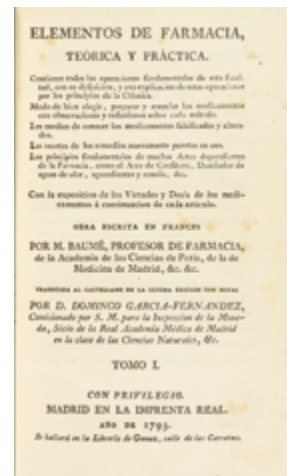 ELEMENTOS DE FARMACIA,
TEÓRICA Y PRÁCTICA.
Contienen todas las operaciones fundamentales de esta facul-
tad, con su definicion, y una explicacion de estas operaciones
por los principios de la Chîmica.
Modo de bien elegir, preparar y mezclar los medicamentos
con observaciones y reflexiones sobre cada método.
Los medios de conocer los medicamentos falsificados y altera-
dos.
Las recetas de los remedios nuevamente puestos en uso.
Los principios fundamentales de muchas Artes dependientes
de la Farmacia, como el Arte de Confitero, Destilador de
aguas de olor, aguardientes y &c.
Con la exposicion de las Virtudes y Dosis de los medi-
camentos á continuacion de cada artículo.
OBRA ESCRITA EN FRANCES
POR M. BAUMÉ, PROFESOR DE FARMACIA,
de la Academia de las Ciencias de Paris, de la de
Medicina de Madrid, &c. &c.
TRADUCIDA AL CASTELLANO DE LA ULTIMA EDICION CON NOTAS
POR D. DOMINGO GARCIA-FERNANDEZ,
Comisionado por S. M. para la Inspeccion de la Mone-
da, Socio de la Real Academia Médica de Madrid
en la clase de las Ciencias Naturales, &c.
TOMO I.
CON PRIVILEGIO.
MADRID EN LA IMPRENTA REAL.
AÑO DE 1793.
Se hallará en la Librería de calle de las Carretas.